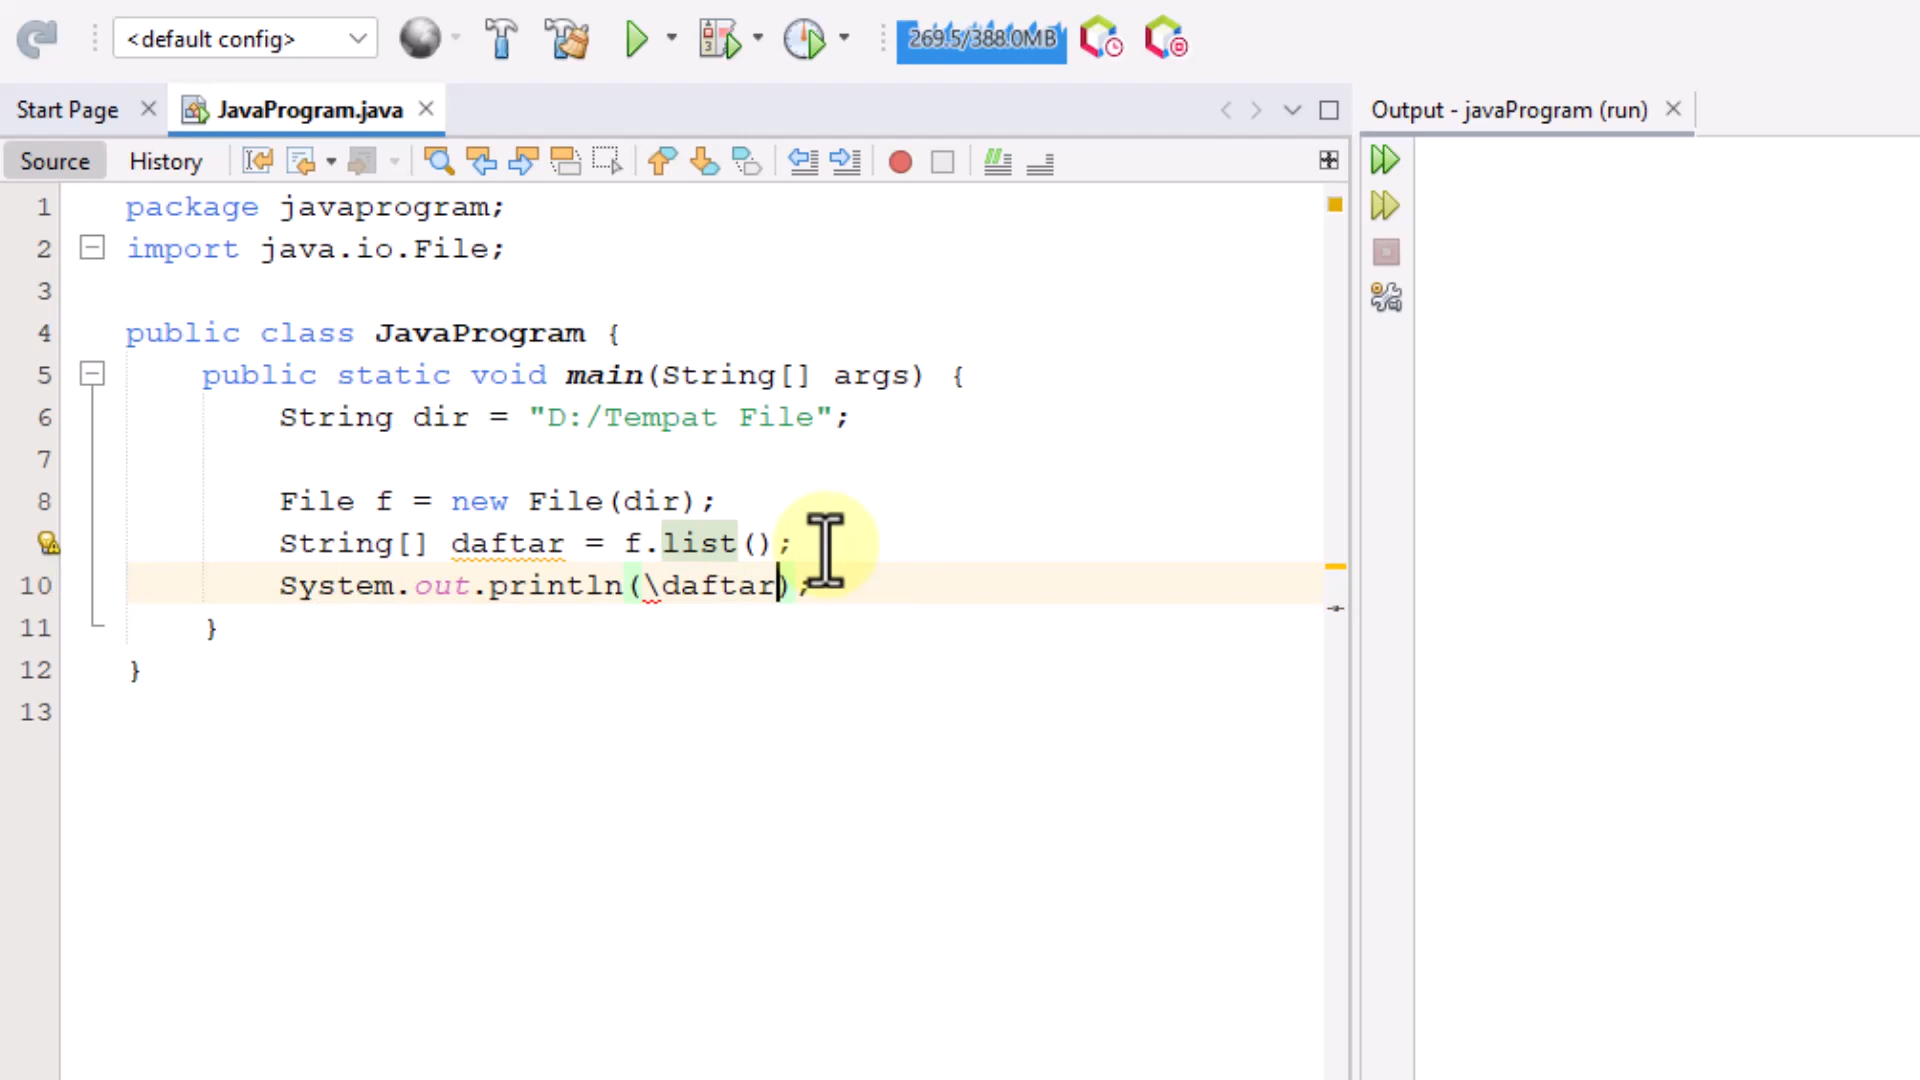 <default config>
269.5/388.0MB
Start Page
JavaProgram.java
Output - javaProgram (run)
Source
History
1 package javaprogram;
2 import java.io.File;
3
4 public class JavaProgram {
5 public static void main(String[] args) {
6 String dir = "D:/Tempat File";
7
8 File f = new File(dir);
String[] daftar = f.list();
10 System.out.println(\daftar);
11 }
12 }
13